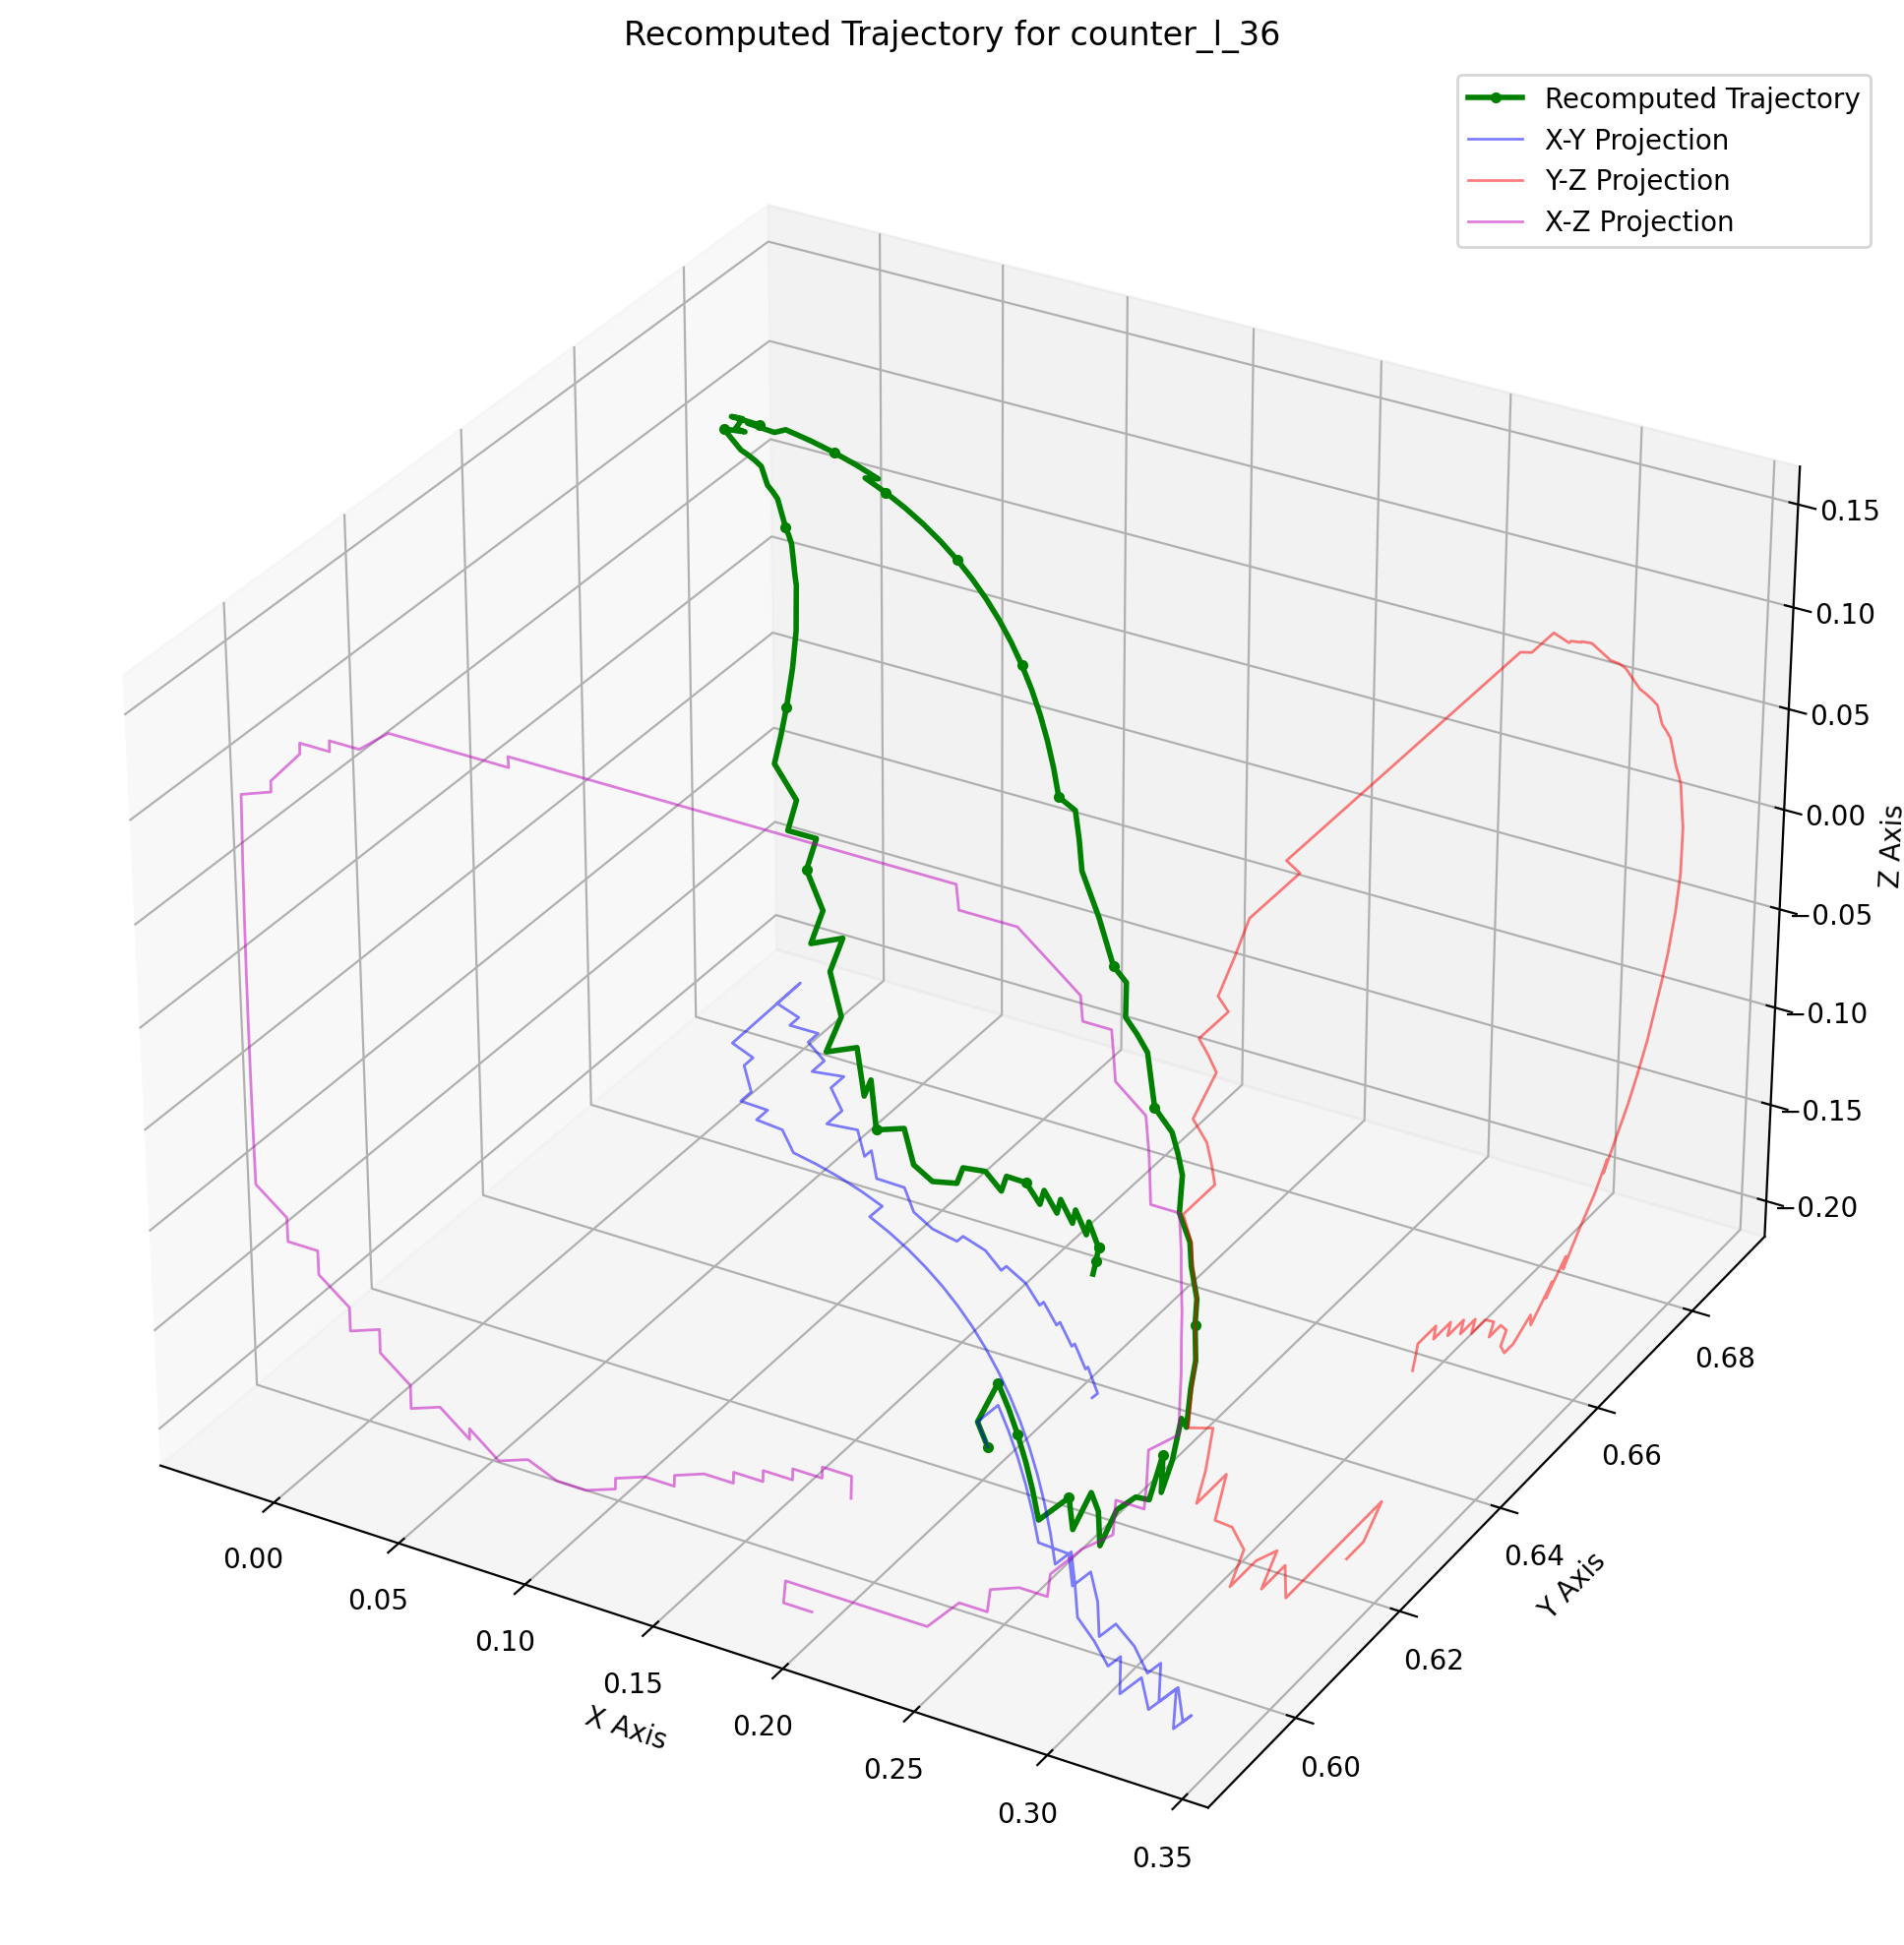 Recomputed Trajectory for counter_l_36
Recomputed Trajectory
X-Y Projection
Y-Z Projection
X-Z Projection
0.15
0.10
0.05
0.00
−0.05
−0.10
−0.15
−0.20
Z Axis
0.68
0.66
0.64
0.62
0.60
Y Axis
0.00
0.05
0.10
0.15
0.20
0.25
0.30
0.35
X Axis